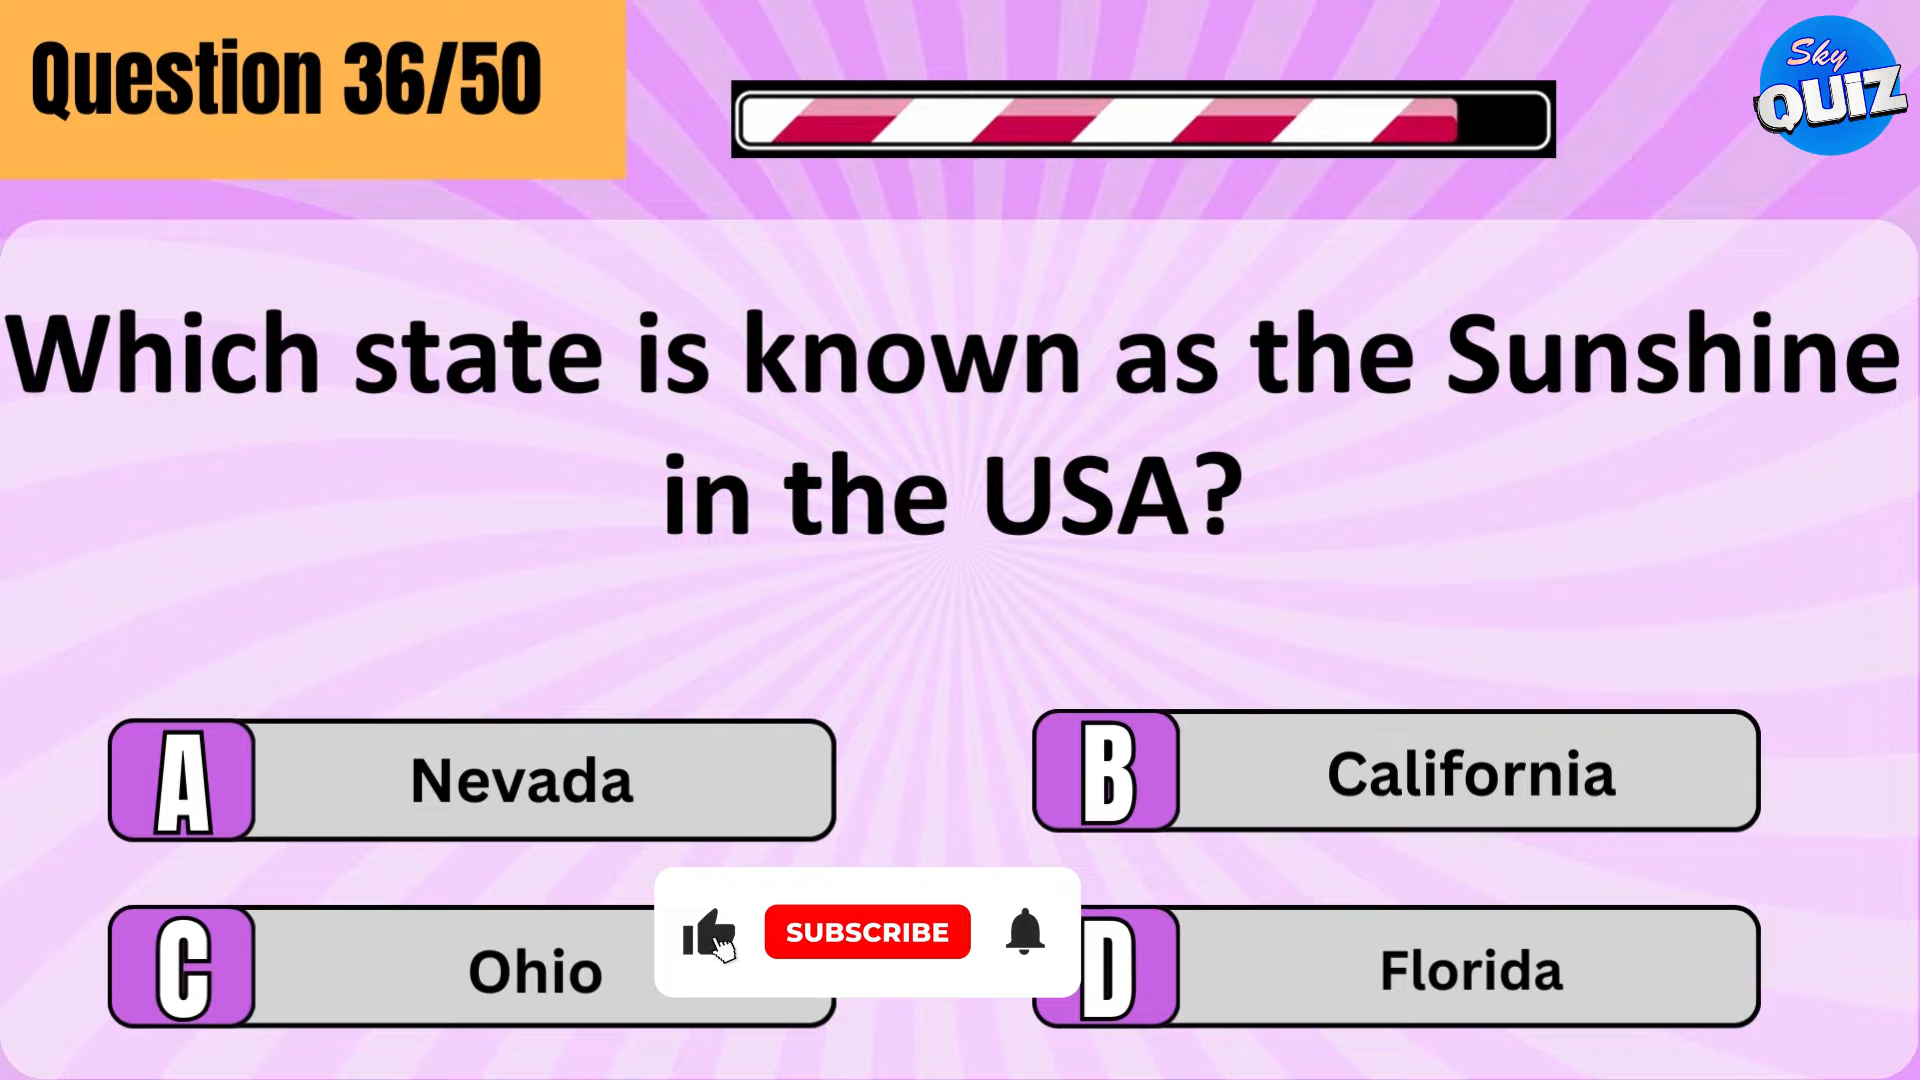 Question 36/50
Sky
QUIZ
Which state is known as the Sunshine
in the USA?
A Nevada
B California
C Ohio
SUBSCRIBE
D Florida